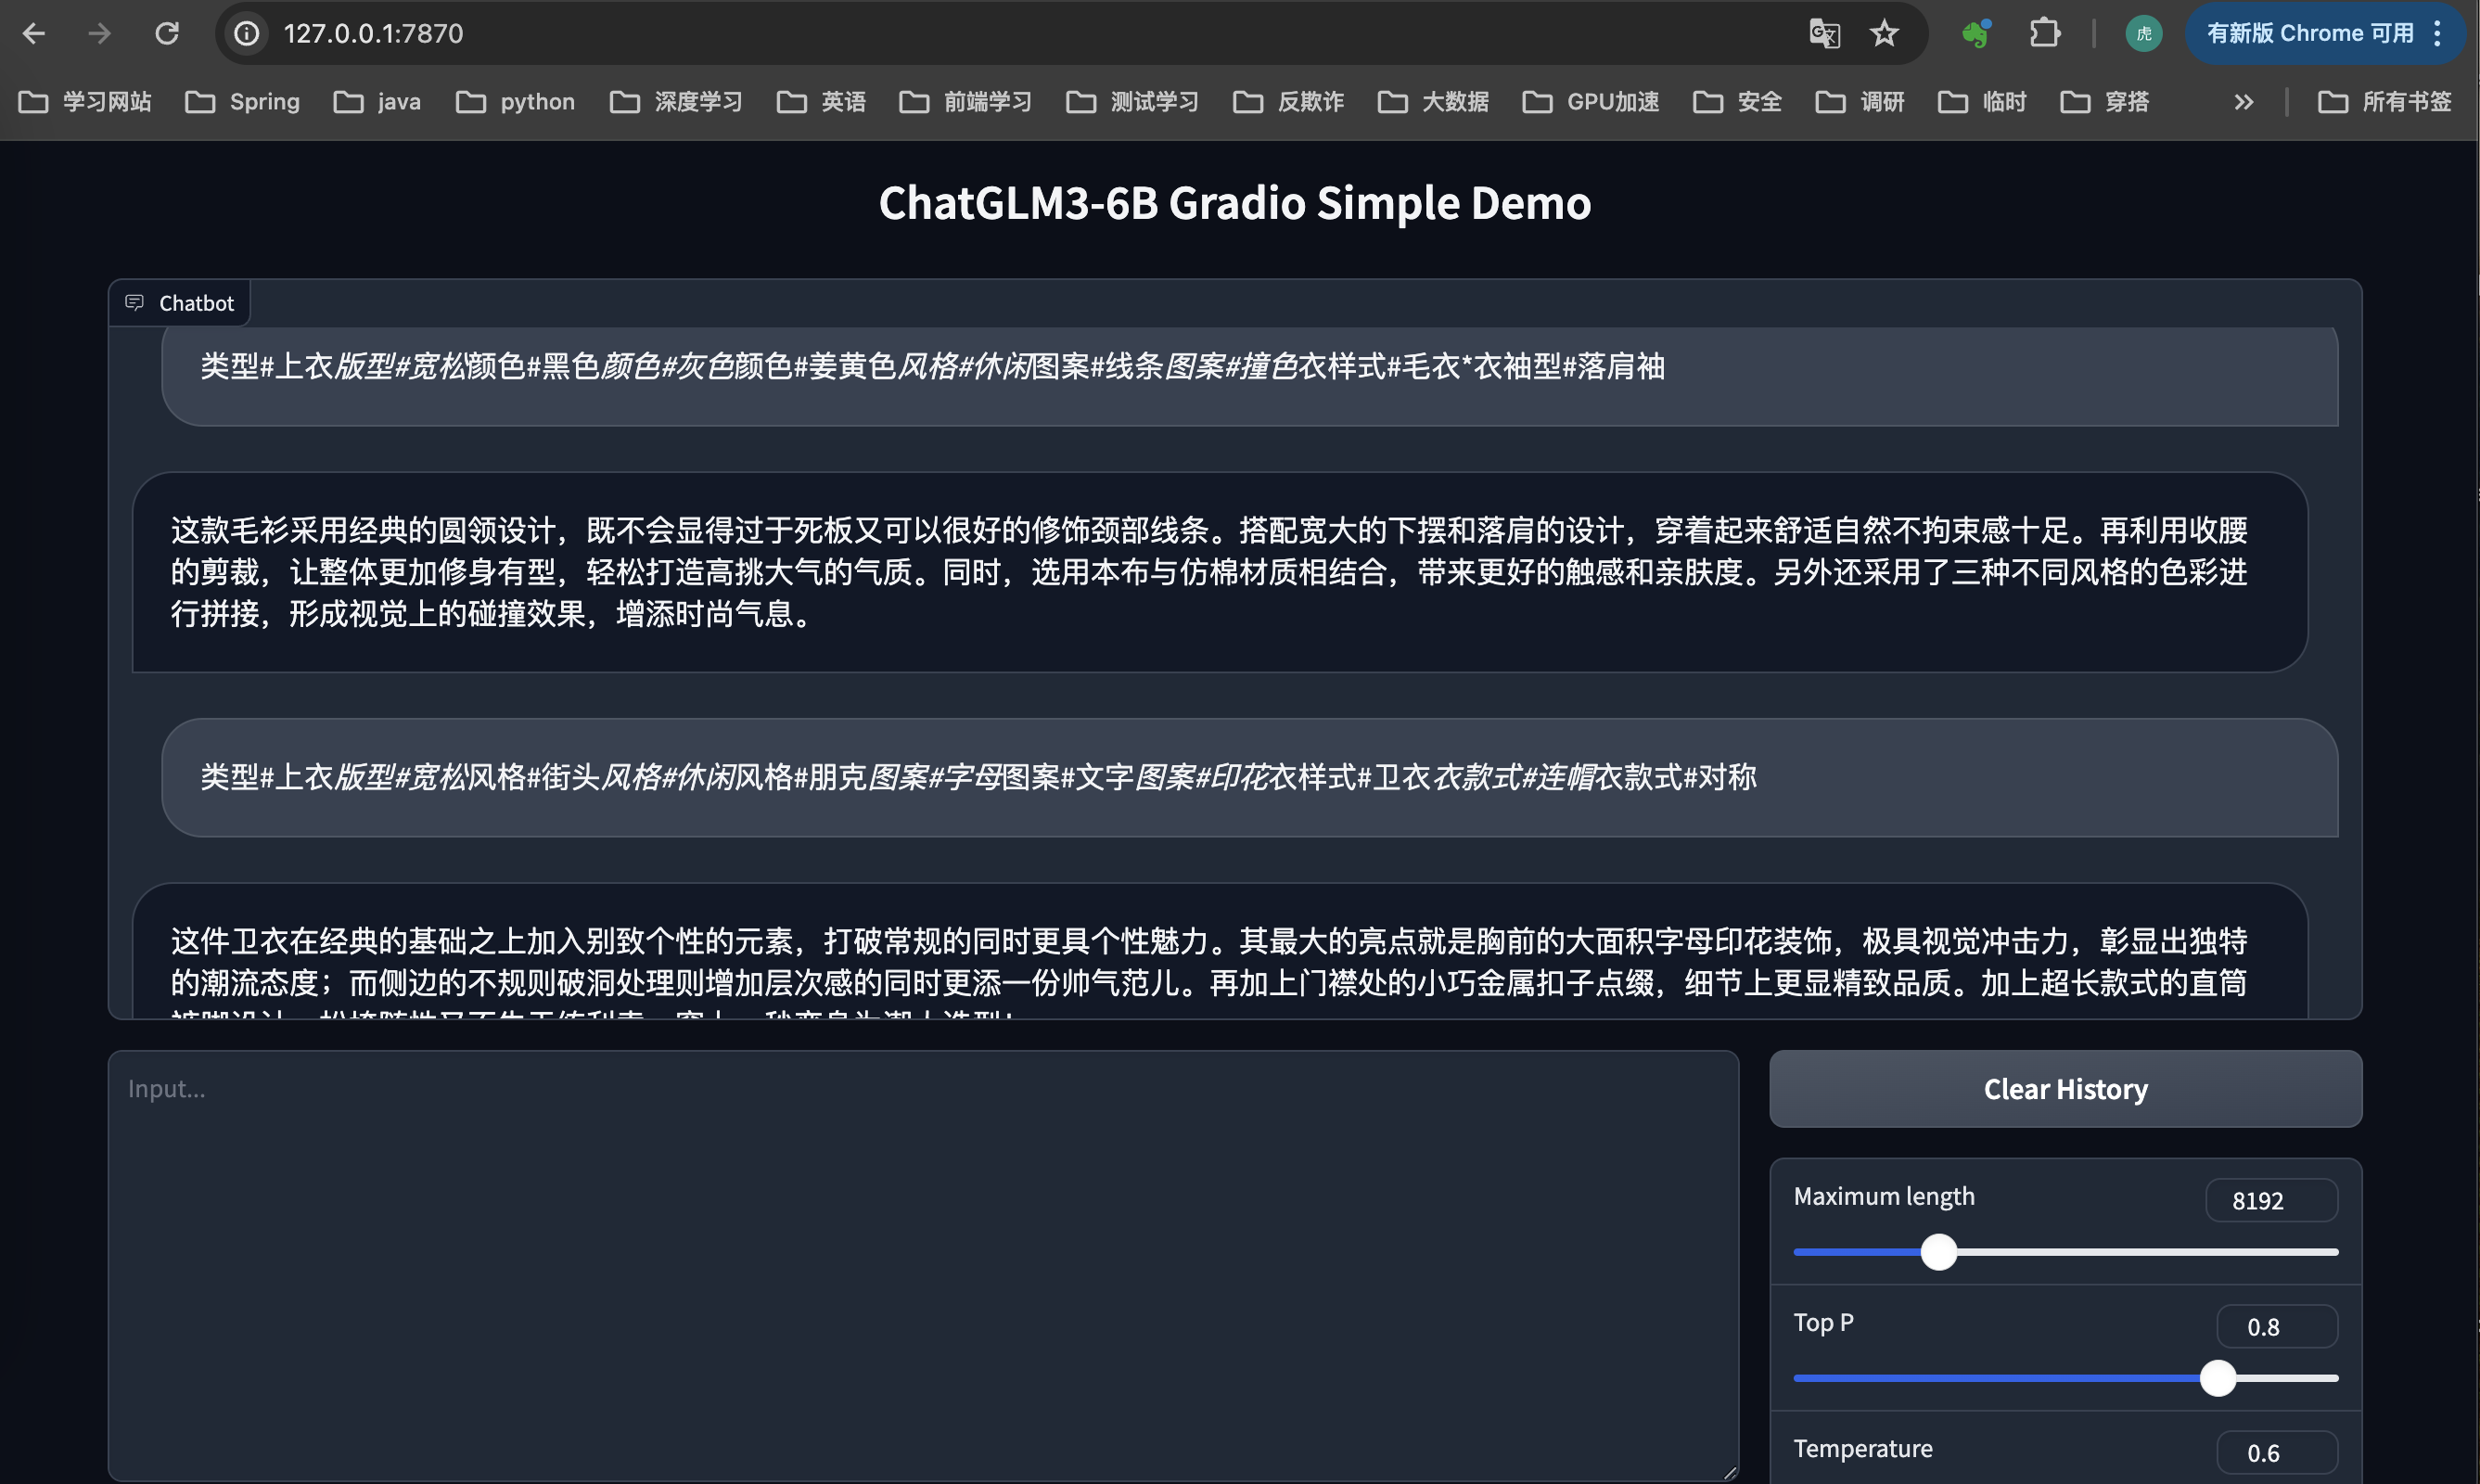 127.0.0.1:7870
虎
有新版 Chrome 可用
学习网站 Spring java python 深度学习 英语 前端学习 测试学习 反欺诈 大数据 GPU加速 安全 调研 临时 穿搭 » 所有书签
ChatGLM3-6B Gradio Simple Demo
Chatbot
类型#上衣版型#宽松颜色#黑色颜色#灰色颜色#姜黄色风格#休闲图案#线条图案#撞色衣样式#毛衣*衣袖型#落肩袖
这款毛衫采用经典的圆领设计，既不会显得过于死板又可以很好的修饰颈部线条。搭配宽大的下摆和落肩的设计，穿着起来舒适自然不拘束感十足。再利用收腰
的剪裁，让整体更加修身有型，轻松打造高挑大气的气质。同时，选用本布与仿棉材质相结合，带来更好的触感和亲肤度。另外还采用了三种不同风格的色彩进
行拼接，形成视觉上的碰撞效果，增添时尚气息。
类型#上衣版型#宽松风格#街头风格#休闲风格#朋克图案#字母图案#文字图案#印花衣样式#卫衣衣款式#连帽衣款式#对称
这件卫衣在经典的基础之上加入别致个性的元素，打破常规的同时更具个性魅力。其最大的亮点就是胸前的大面积字母印花装饰，极具视觉冲击力，彰显出独特
的潮流态度；而侧边的不规则破洞处理则增加层次感的同时更添一份帅气范儿。再加上门襟处的小巧金属扣子点缀，细节上更显精致品质。加上超长款式的直筒
Input...
Clear History
Maximum length 8192
Top P 0.8
Temperature 0.6